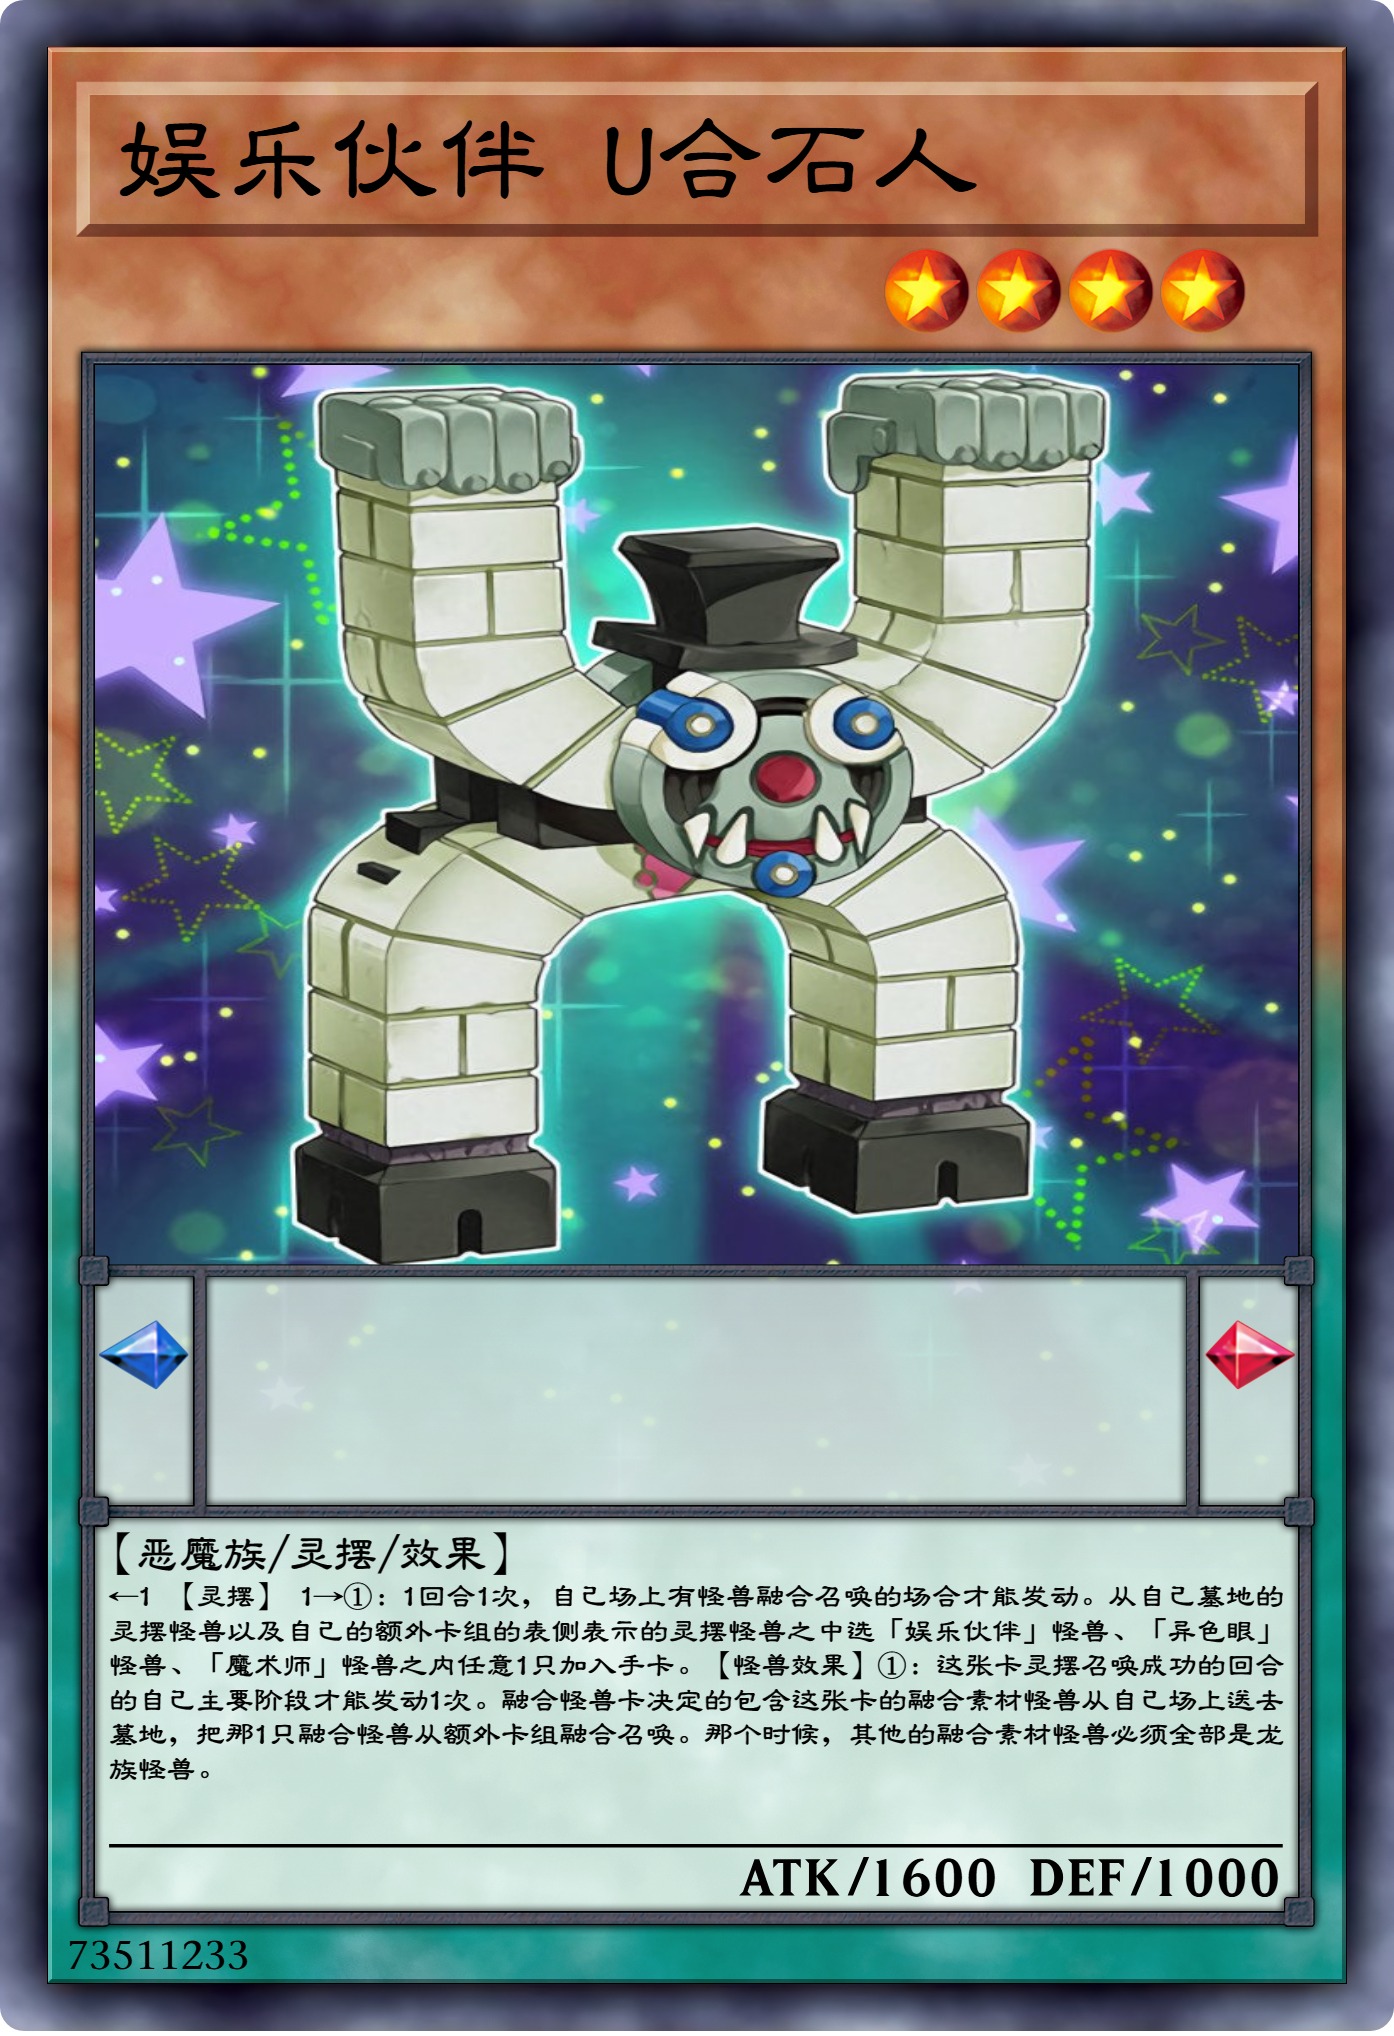 娱乐伙伴 U合石人
【恶魔族/灵摆/效果】
←1 【灵摆】 1→①：1回合1次，自己场上有怪兽融合召唤的场合才能发动。从自己墓地的
灵摆怪兽以及自己的额外卡组的表侧表示的灵摆怪兽之中选「娱乐伙伴」怪兽、「异色眼」
怪兽、「魔术师」怪兽之内任意1只加入手卡。【怪兽效果】①：这张卡灵摆召唤成功的回合
的自己主要阶段才能发动1次。融合怪兽卡决定的包含这张卡的融合素材怪兽从自己场上送去
墓地，把那1只融合怪兽从额外卡组融合召唤。那个时候，其他的融合素材怪兽必须全部是龙
族怪兽。
ATK/1600 DEF/1000
73511233